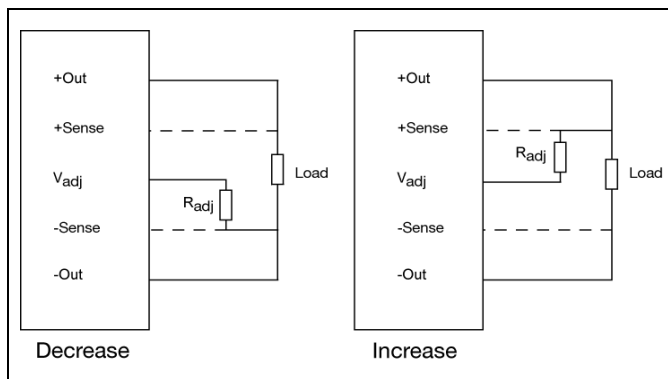 +Out
+Sense
Vadj
-Sense
-Out
Radj
Load
Decrease
+Out
+Sense
Vadj
-Sense
-Out
Radj
Load
Increase